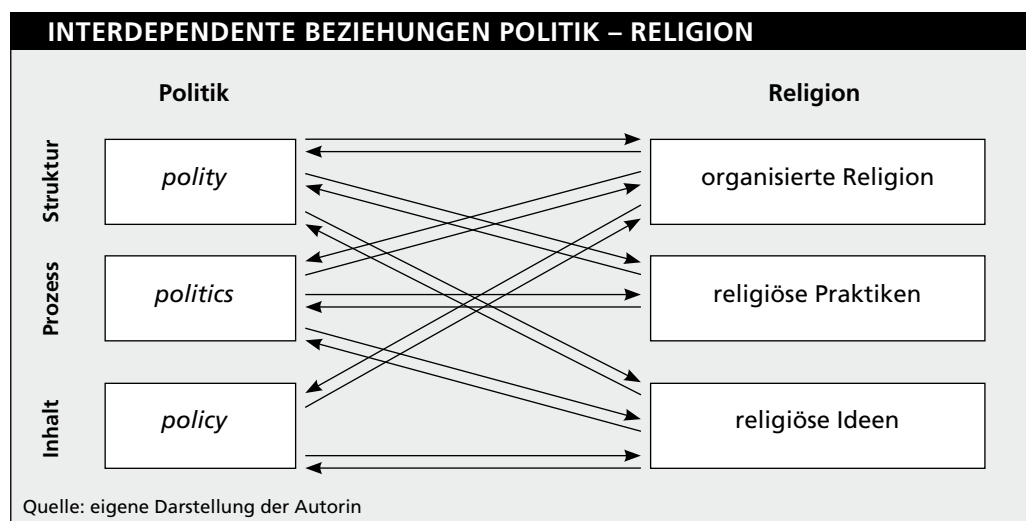 INTERDEPENDENTE BEZIEHUNGEN POLITIK – RELIGION
Politik
Religion
Struktur
polity
organisierte Religion
Prozess
politics
religiöse Praktiken
Inhalt
policy
religiöse Ideen
Quelle: eigene Darstellung der Autorin